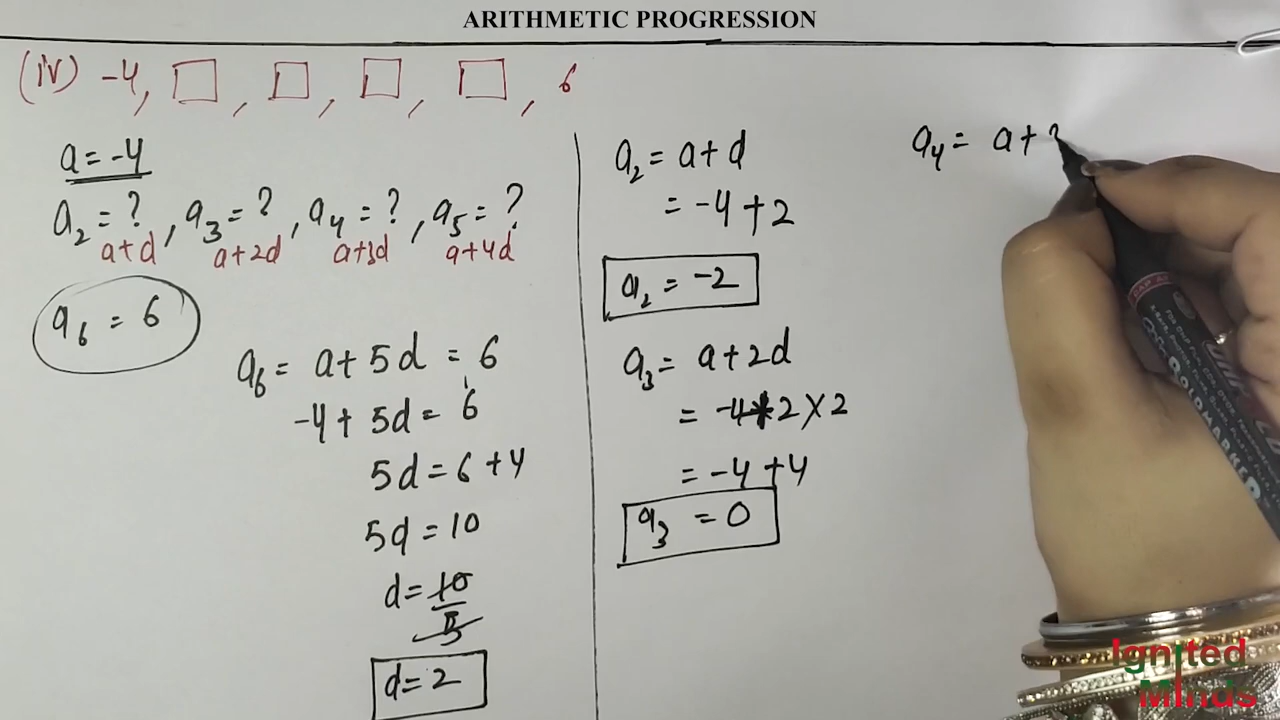 ARITHMETIC PROGRESSION
(iv) -4, □, □, □, □, 6
a = -4
a₂ = ?, a₃ = ?, a₄ = ?, a₅ = ?
a+d a+2d a+3d a+4d
a₆ = 6
a₆ = a + 5d = 6
-4 + 5d = 6
5d = 6 + 4
5d = 10
d = 10/5
d = 2
a₂ = a + d
= -4 + 2
a₂ = -2
a₃ = a + 2d
= -4 + 2 × 2
= -4 + 4
a₃ = 0
a₄ = a +
Ignited
Minds